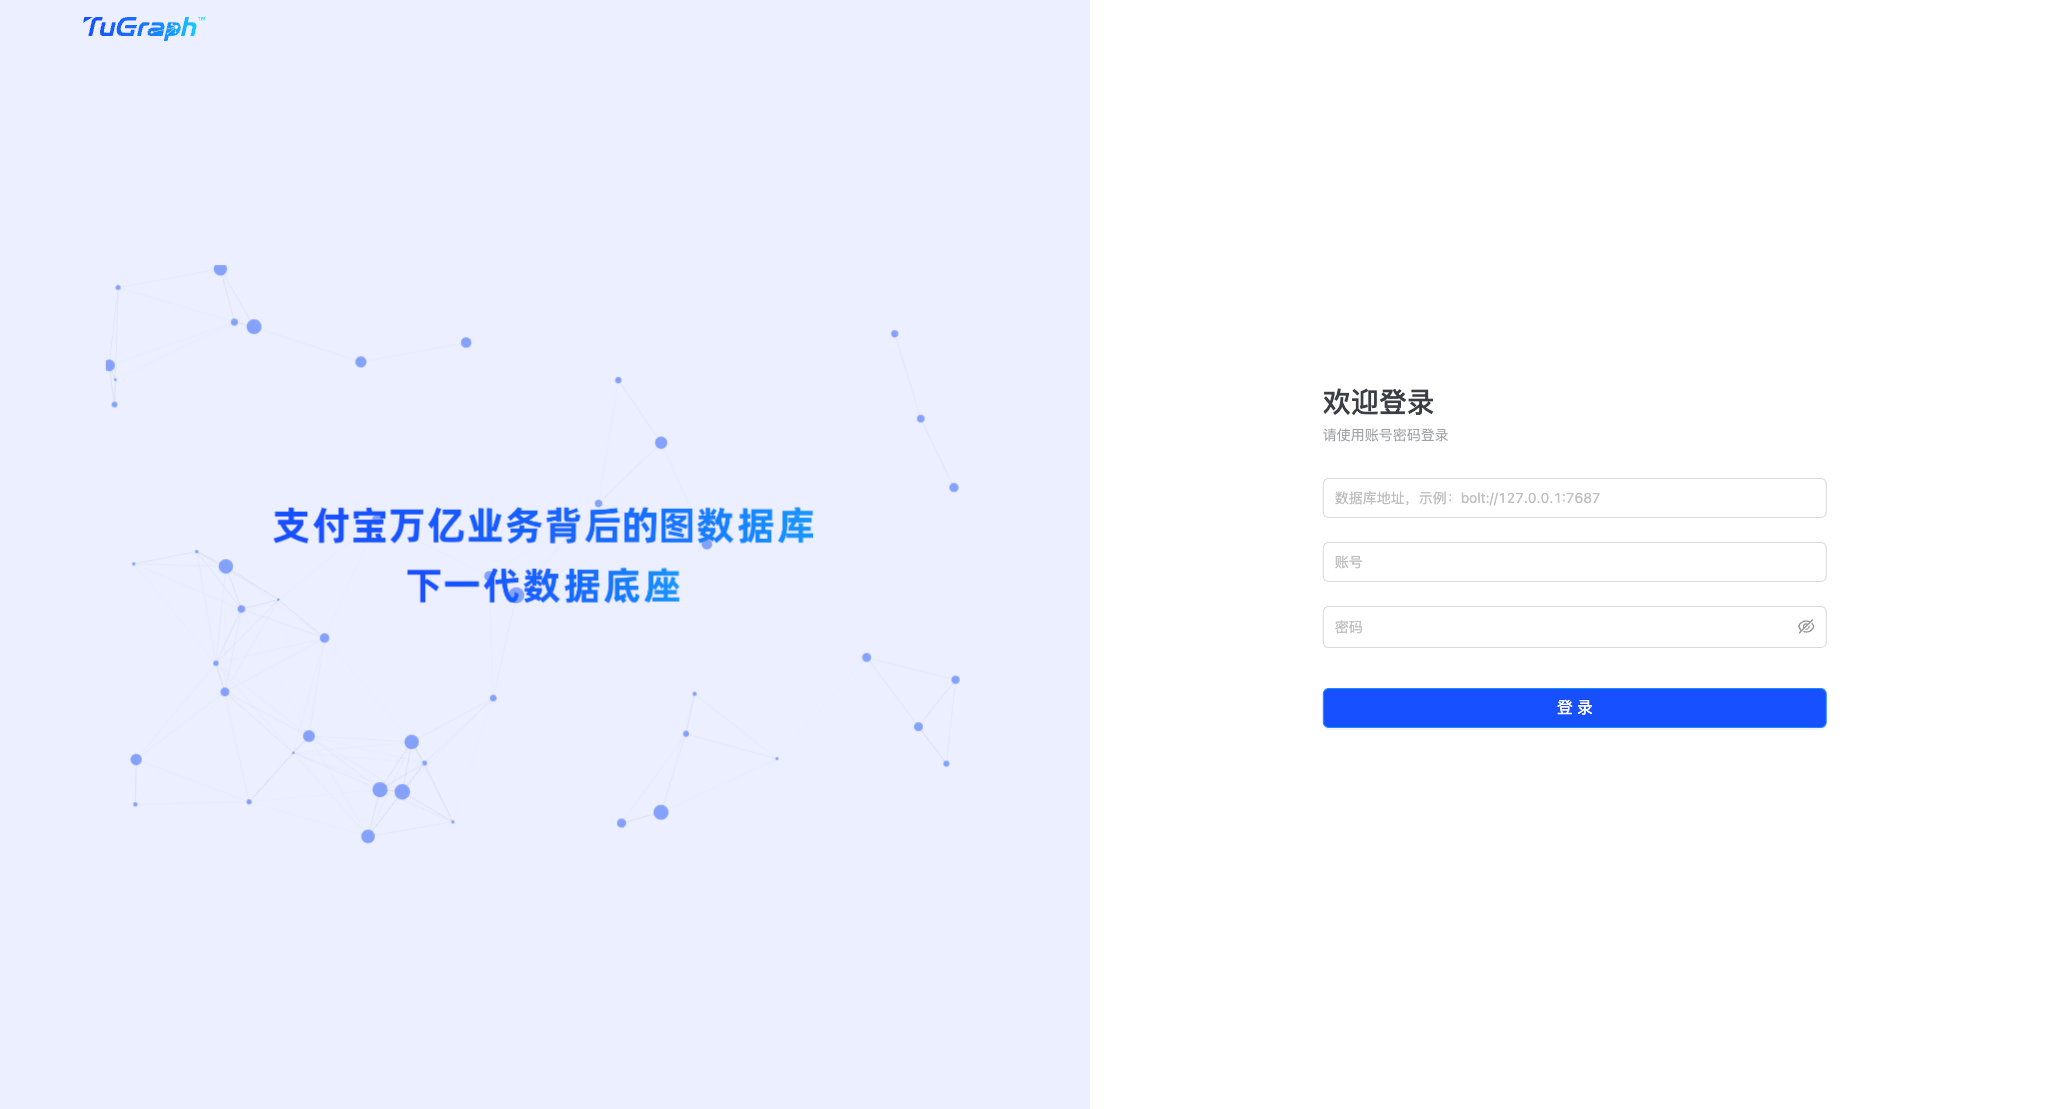 TuGraph™
支付宝万亿业务背后的图数据库
下一代数据底座
欢迎登录
请使用账号密码登录
数据库地址，示例：bolt://127.0.0.1:7687
账号
密码
登 录